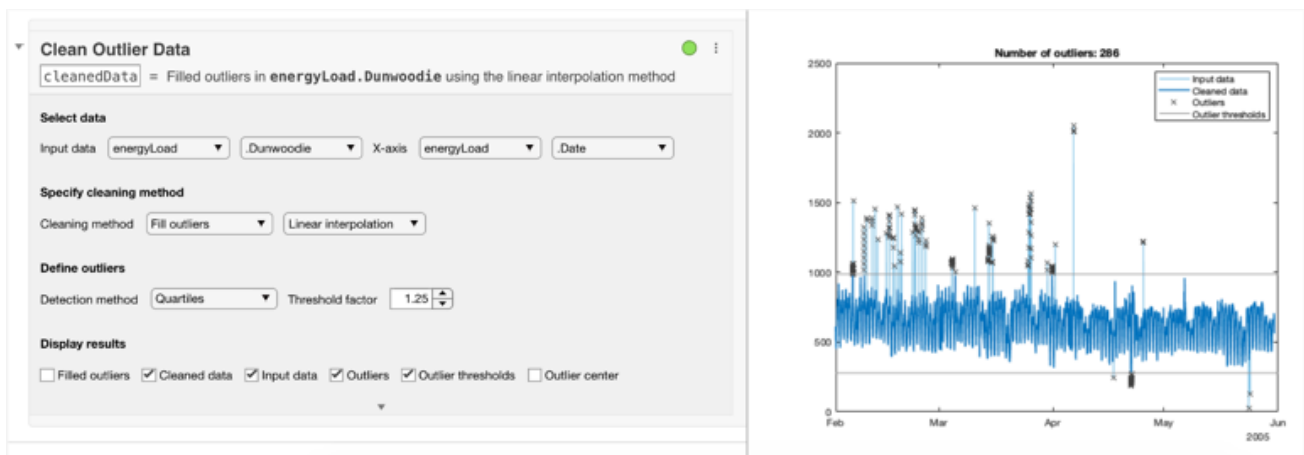 Clean Outlier Data
cleanedData = Filled outliers in energyLoad.Dunwoodie using the linear interpolation method
Select data
Input data energyLoad .Dunwoodie X-axis energyLoad .Date
Specify cleaning method
Cleaning method Fill outliers Linear interpolation
Define outliers
Detection method Quartiles Threshold factor 1.25
Display results
Filled outliers Cleaned data Input data Outliers Outlier thresholds Outlier center
Number of outliers: 286
2500
2000
1500
1000
500
0
Input data
Cleaned data
Outliers
Outlier thresholds
Feb Mar Apr May Jun
2005